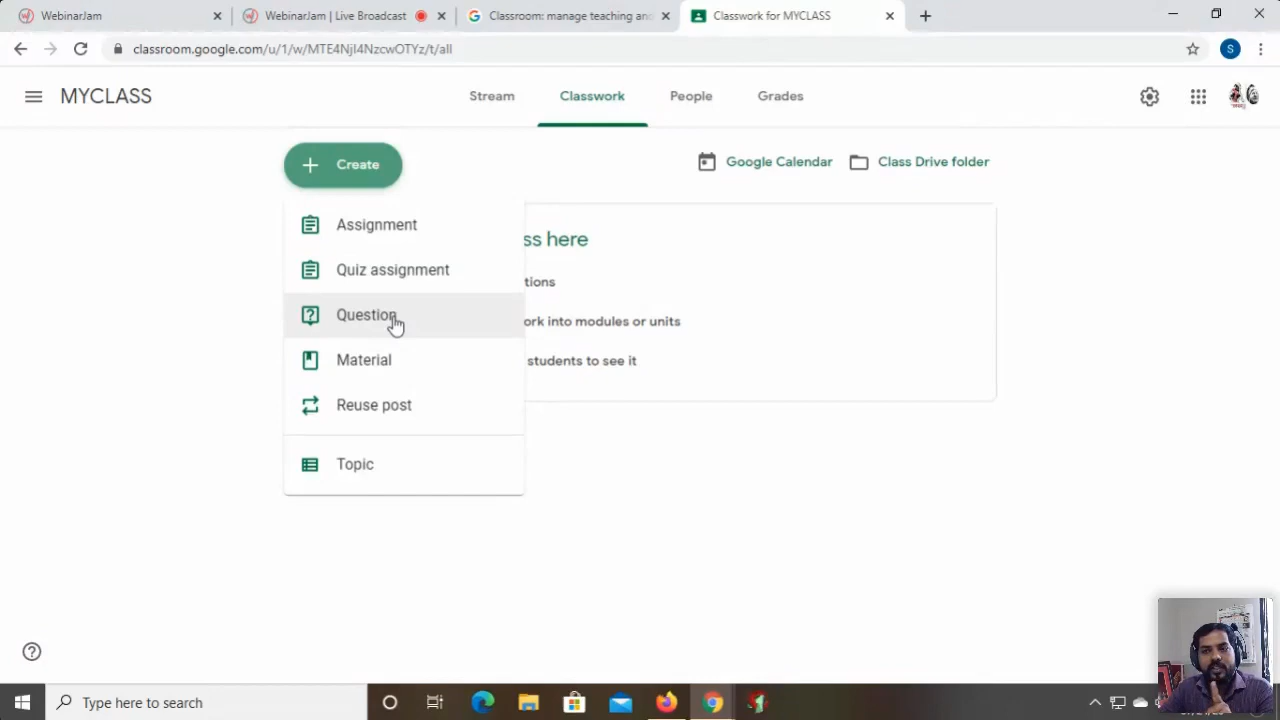 WebinarJam
WebinarJam | Live Broadcast
Classroom: manage teaching an
Classwork for MYCLASS
classroom.google.com/u/1/w/MTE4NjI4NzcwOTYz/t/all
S
MYCLASS
Stream
Classwork
People
Grades
Create
Google Calendar
Class Drive folder
Assignment
ss here
Quiz assignment
tions
Question
ork into modules or units
Material
students to see it
Reuse post
Topic
Type here to search